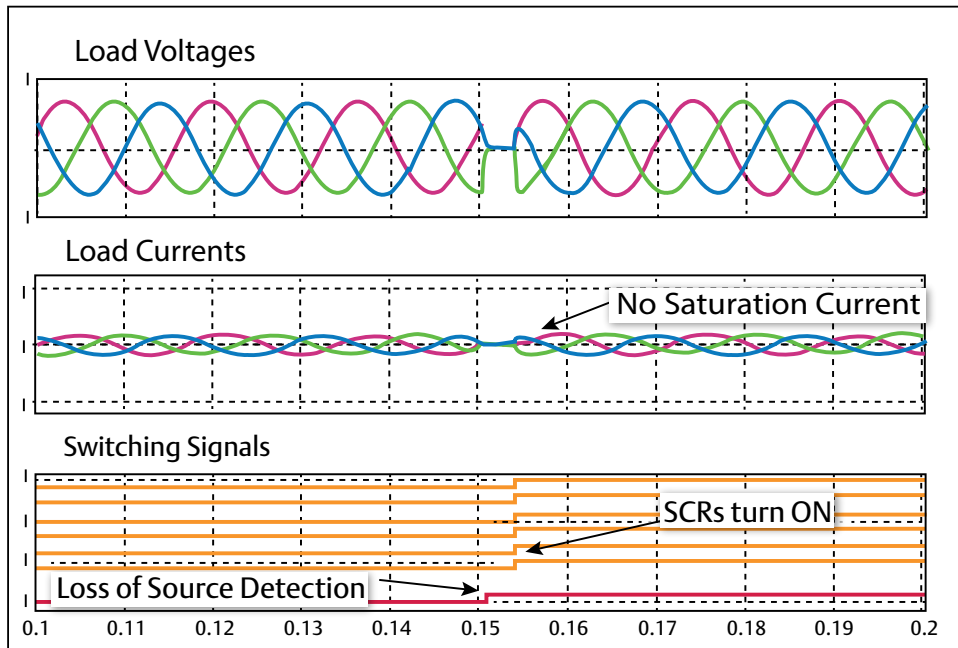 Load Voltages
Load Currents
No Saturation Current
Switching Signals
SCRs turn ON
Loss of Source Detection
0.1 0.11 0.12 0.13 0.14 0.15 0.16 0.17 0.18 0.19 0.2